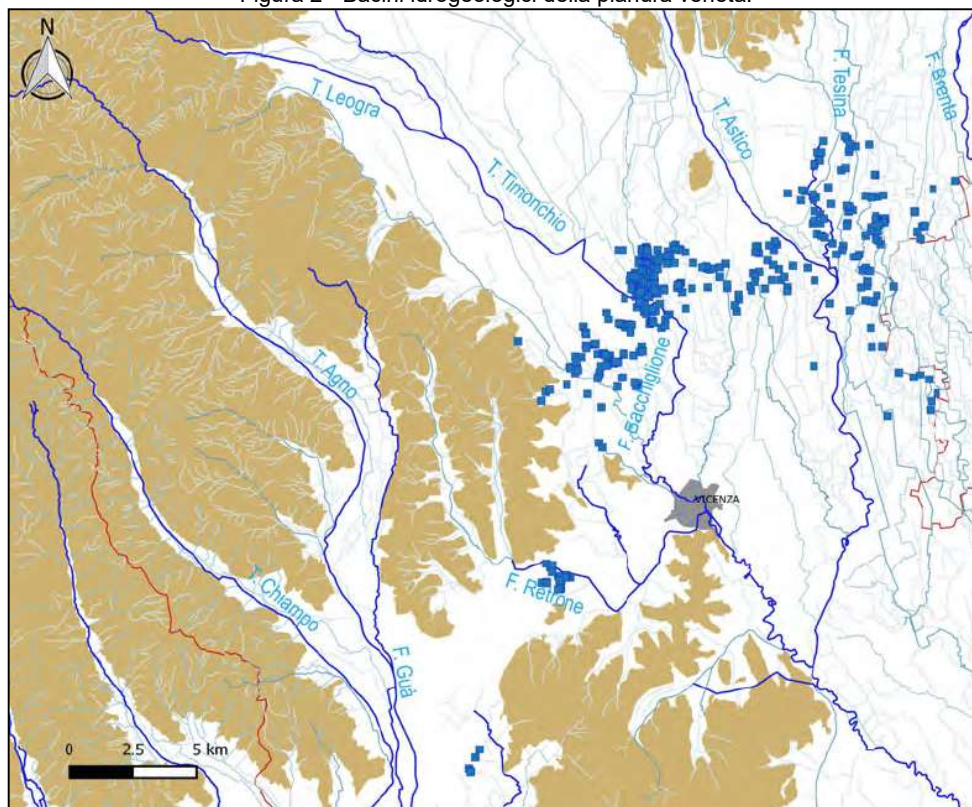 Figura 2 - Bacini idrogeologici della pianura veneta.
N
T. Leogra
T. Timonchio
T. Astico
F. Tesina
F. Brenta
T. Agno
F. Bacchiglione
VICENZA
F. Retrone
T. Chiampo
F. Guá
0 2.5 5 km